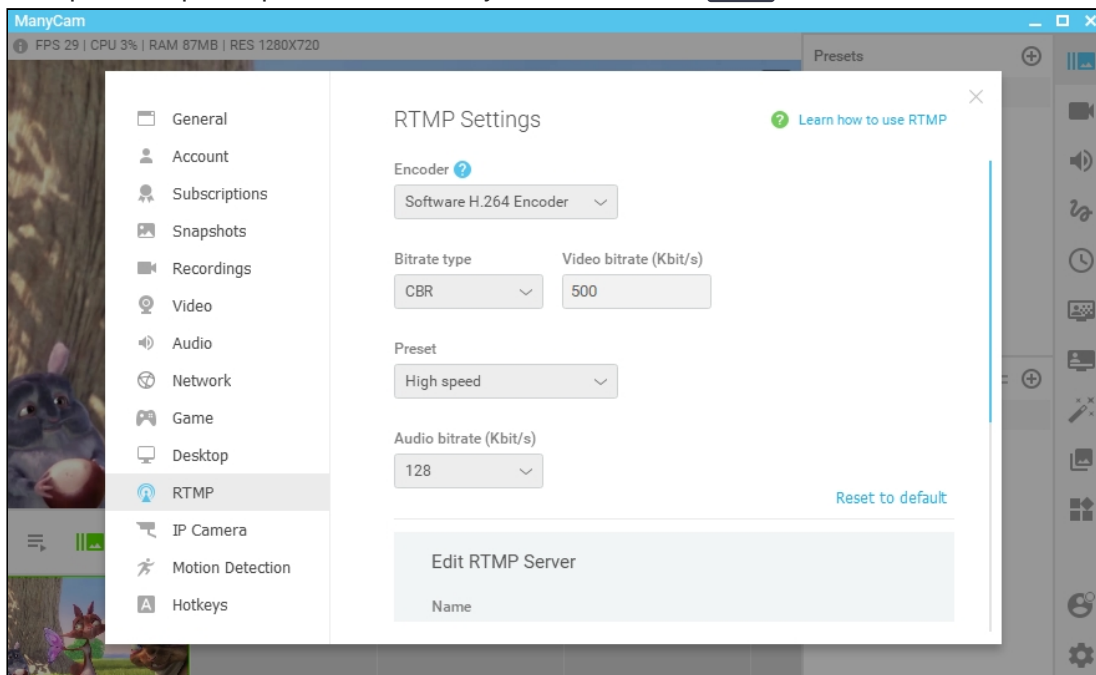 ManyCam
FPS 29 | CPU 3% | RAM 87MB | RES 1280X720
Presets
General
Account
Subscriptions
Snapshots
Recordings
Video
Audio
Network
Game
Desktop
RTMP
IP Camera
Motion Detection
A Hotkeys
RTMP Settings
? Learn how to use RTMP
Encoder ?
Software H.264 Encoder
Bitrate type Video bitrate (Kbit/s)
CBR 500
Preset
High speed
Audio bitrate (Kbit/s)
128
Reset to default
Edit RTMP Server
Name